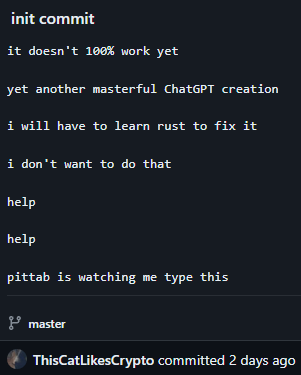 init commit
it doesn't 100% work yet
yet another masterful ChatGPT creation
i will have to learn rust to fix it
i don't want to do that
help
help
pittab is watching me type this
master
ThisCatLikesCrypto committed 2 days ago